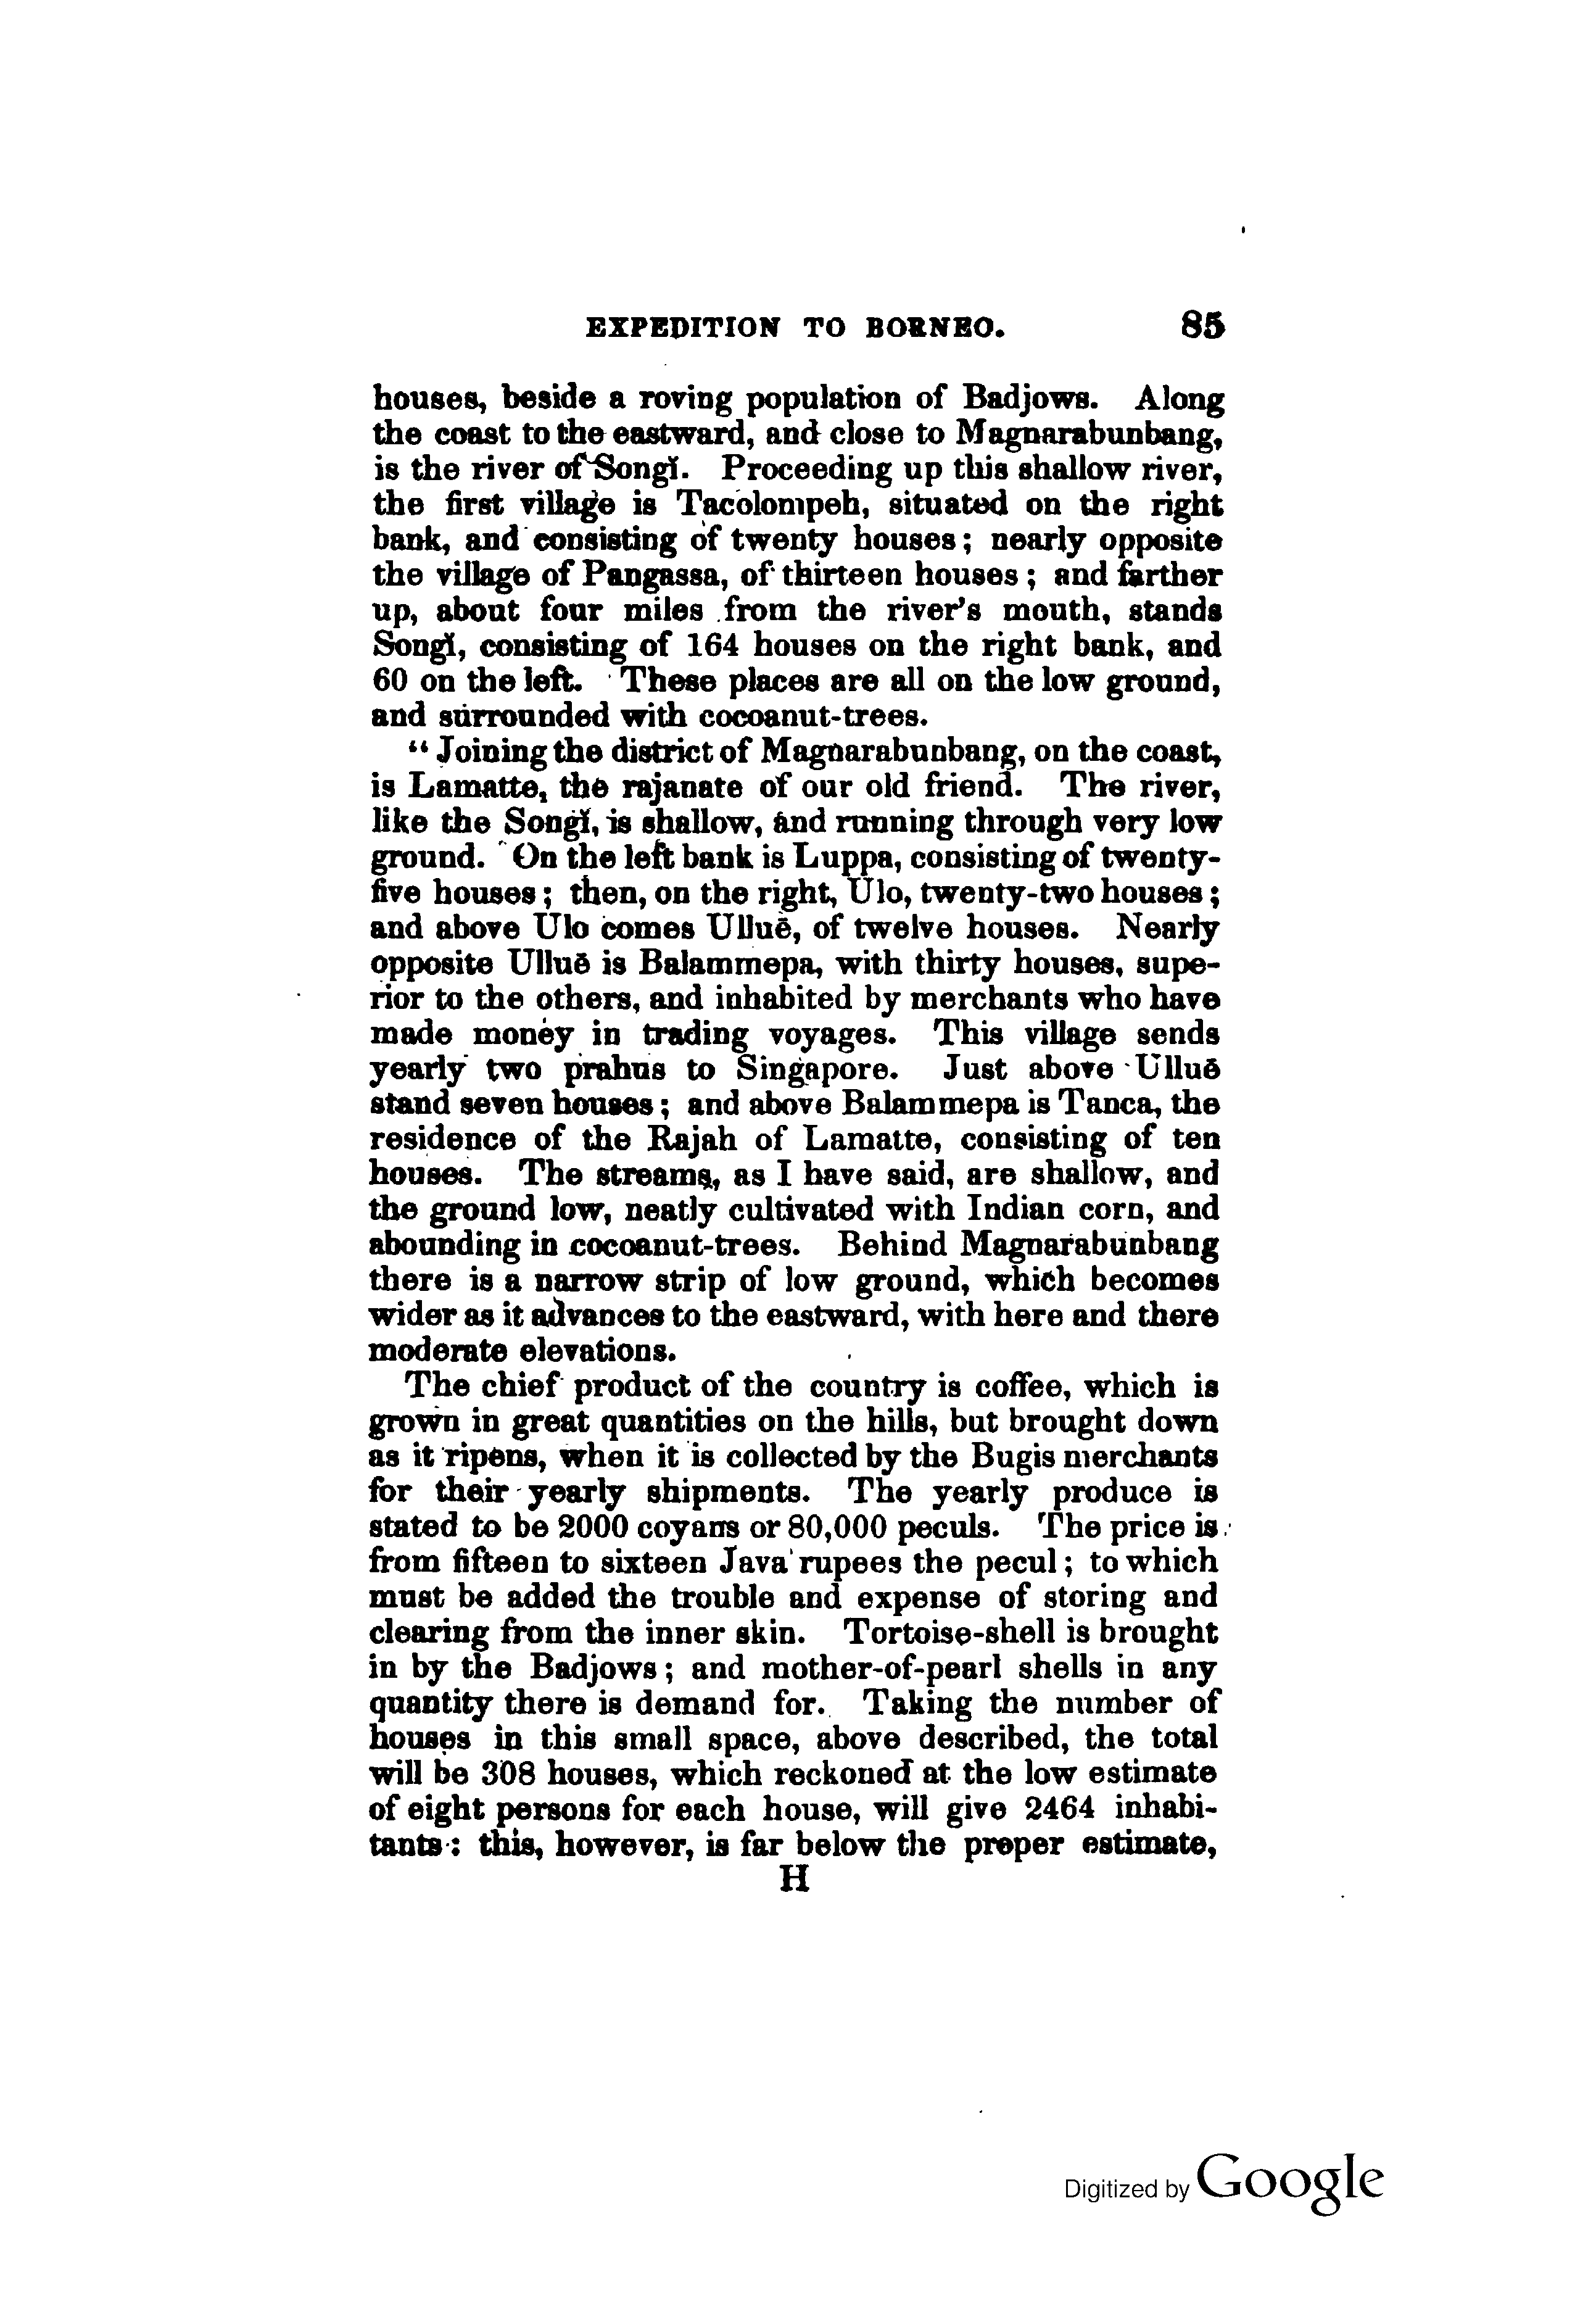 EXPEDITION TO BORNEO. 85
houses, beside a roving population of Badjows. Along
the coast to the eastward, and close to Magnarabunbang,
is the river of Songĭ. Proceeding up this shallow river,
the first village is Tacolompeh, situated on the right
bank, and consisting of twenty houses; nearly opposite
the village of Pangassa, of thirteen houses; and farther
up, about four miles from the river's mouth, stands
Songĭ, consisting of 164 houses on the right bank, and
60 on the left. These places are all on the low ground,
and surrounded with cocoanut-trees.
“Joining the district of Magnarabunbang, on the coast,
is Lamatte, the rajanate of our old friend. The river,
like the Songĭ, is shallow, and running through very low
ground. On the left bank is Luppa, consisting of twenty-
five houses; then, on the right, Ulo, twenty-two houses;
and above Ulo comes Ulluē, of twelve houses. Nearly
opposite Ulluē is Balammepa, with thirty houses, supe-
rior to the others, and inhabited by merchants who have
made money in trading voyages. This village sends
yearly two prahus to Singapore. Just above Ulluē
stand seven houses; and above Balammepa is Tanca, the
residence of the Rajah of Lamatte, consisting of ten
houses. The streams, as I have said, are shallow, and
the ground low, neatly cultivated with Indian corn, and
abounding in cocoanut-trees. Behind Magnarabunbang
there is a narrow strip of low ground, which becomes
wider as it advances to the eastward, with here and there
moderate elevations.
The chief product of the country is coffee, which is
grown in great quantities on the hills, but brought down
as it ripens, when it is collected by the Bugis merchants
for their yearly shipments. The yearly produce is
stated to be 2000 coyans or 80,000 peculs. The price is
from fifteen to sixteen Java rupees the pecul; to which
must be added the trouble and expense of storing and
clearing from the inner skin. Tortoise-shell is brought
in by the Badjows; and mother-of-pearl shells in any
quantity there is demand for. Taking the number of
houses in this small space, above described, the total
will be 308 houses, which reckoned at the low estimate
of eight persons for each house, will give 2464 inhabi-
tants: this, however, is far below the proper estimate,
H
Digitized by Google